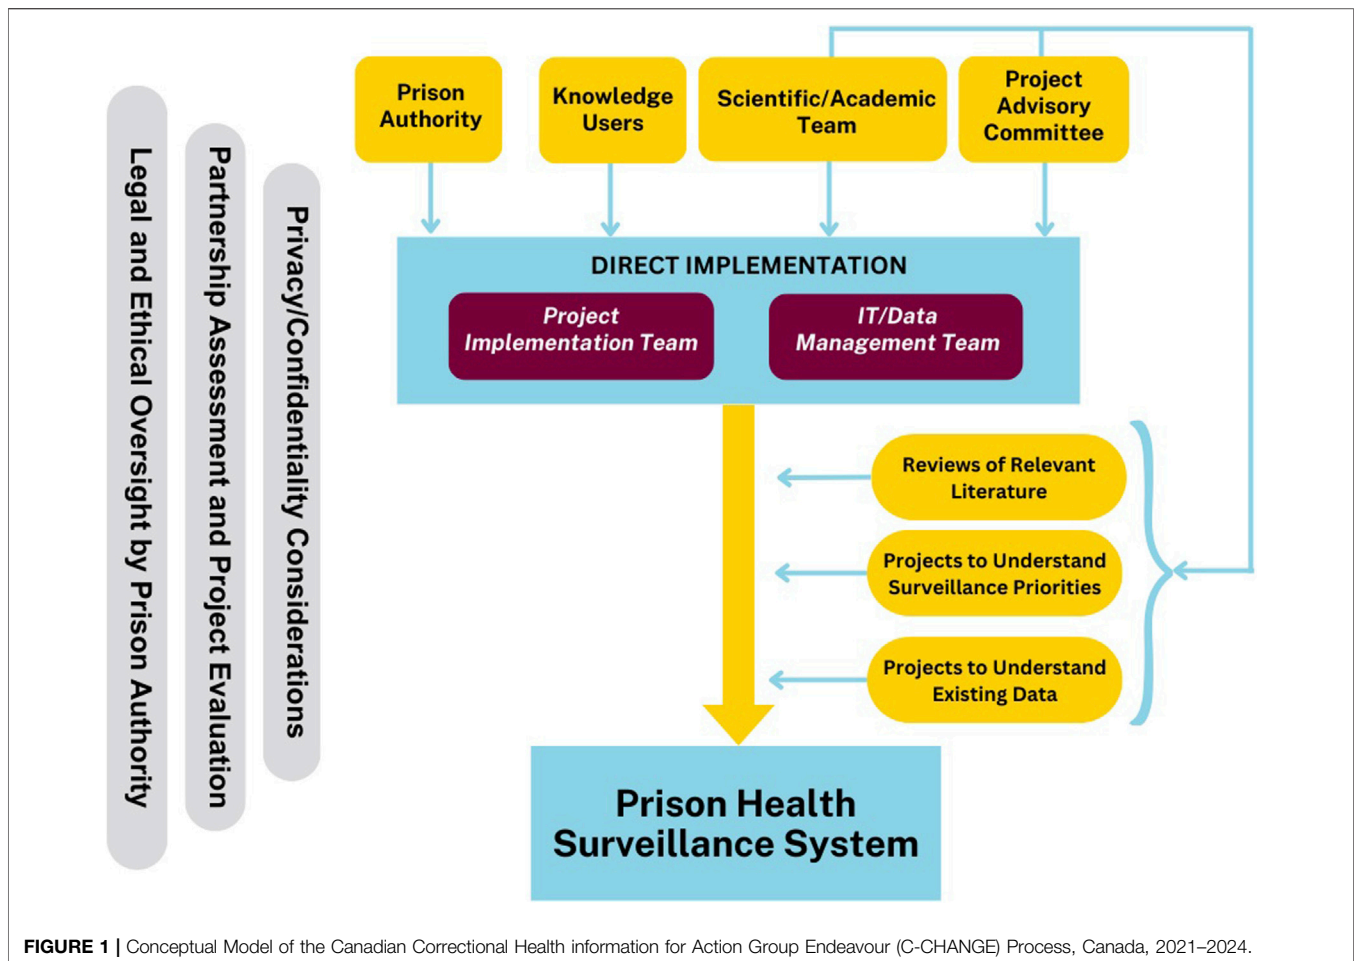 Legal and Ethical Oversight by Prison Authority
Partnership Assessment and Project Evaluation
Privacy/Confidentiality Considerations
Prison
Authority
Knowledge
Users
Scientific/Academic
Team
Project
Advisory
Committee
DIRECT IMPLEMENTATION
Project
Implementation Team
IT/Data
Management Team
Reviews of Relevant
Literature
Projects to Understand
Surveillance Priorities
Projects to Understand
Existing Data
Prison Health
Surveillance System
FIGURE 1 | Conceptual Model of the Canadian Correctional Health information for Action Group Endeavour (C-CHANGE) Process, Canada, 2021–2024.